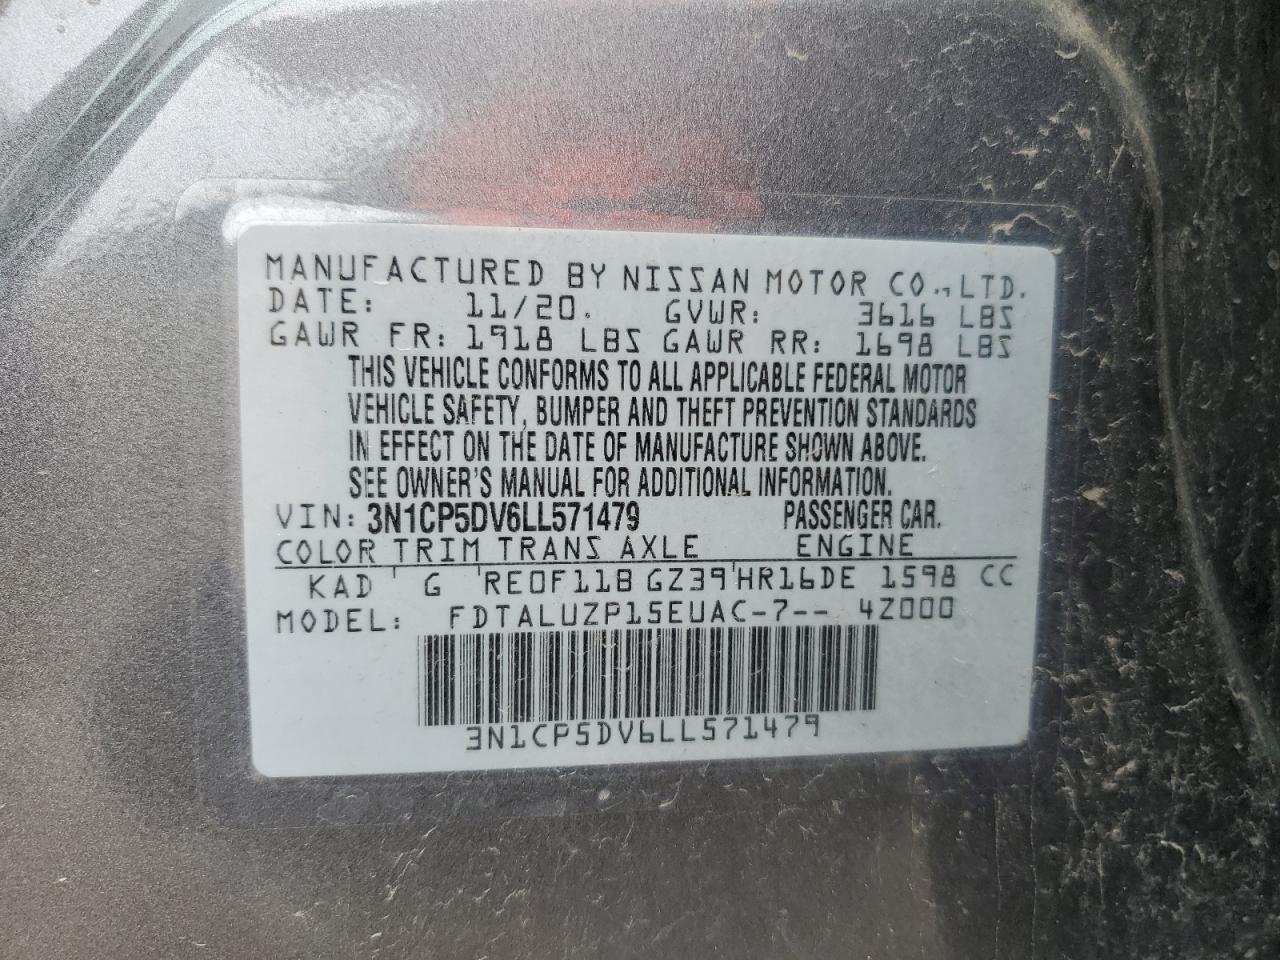 MANUFACTURED BY NISSAN MOTOR CO., LTD.
DATE: 11/20. GVWR: 3616 LBS
GAWR FR: 1918 LBS GAWR RR: 1698 LBS
THIS VEHICLE CONFORMS TO ALL APPLICABLE FEDERAL MOTOR
VEHICLE SAFETY, BUMPER AND THEFT PREVENTION STANDARDS
IN EFFECT ON THE DATE OF MANUFACTURE SHOWN ABOVE.
SEE OWNER'S MANUAL FOR ADDITIONAL INFORMATION.
VIN: 3N1CP5DV6LL571479 PASSENGER CAR.
COLOR TRIM TRANS AXLE ENGINE
KAD G RE0F11B GZ39 HR16DE 1598 CC
MODEL: FDTALUZP15EUAC-7-- 4Z000
3N1CP5DV6LL571479